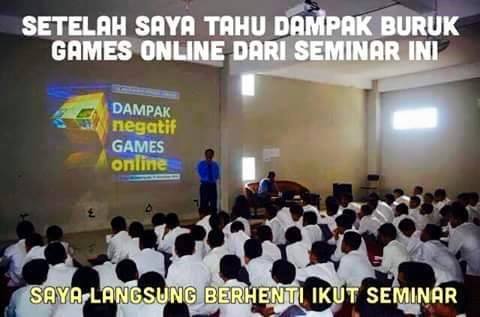 SETELAH SAYA TAHU DAMPAK BURUK
GAMES ONLINE DARI SEMINAR INI
DAMPAK
negatif
GAMES
online
SAYA LANGSUNG BERHENTI IKUT SEMINAR